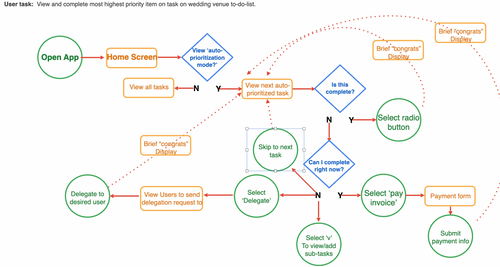 User task: View and complete most highest priority item on task on wedding venue to-do-list.
Brief "congrats"
Display
Brief "congrats"
Display
Open App
Home Screen
View 'auto-
prioritization
mode?'
View all tasks
N
Y
View next auto-
prioritized task
Is this
complete?
N
Y
Select radio
button
Brief "congrats"
Display
Skip to next
task
Can I complete
right now?
Delegate to
desired user
View Users to send
delegation request to
Select
'Delegate'
N
Y
Select 'pay
invoice'
Payment form
Select 'v'
To view/add
sub-tasks
Submit
payment info